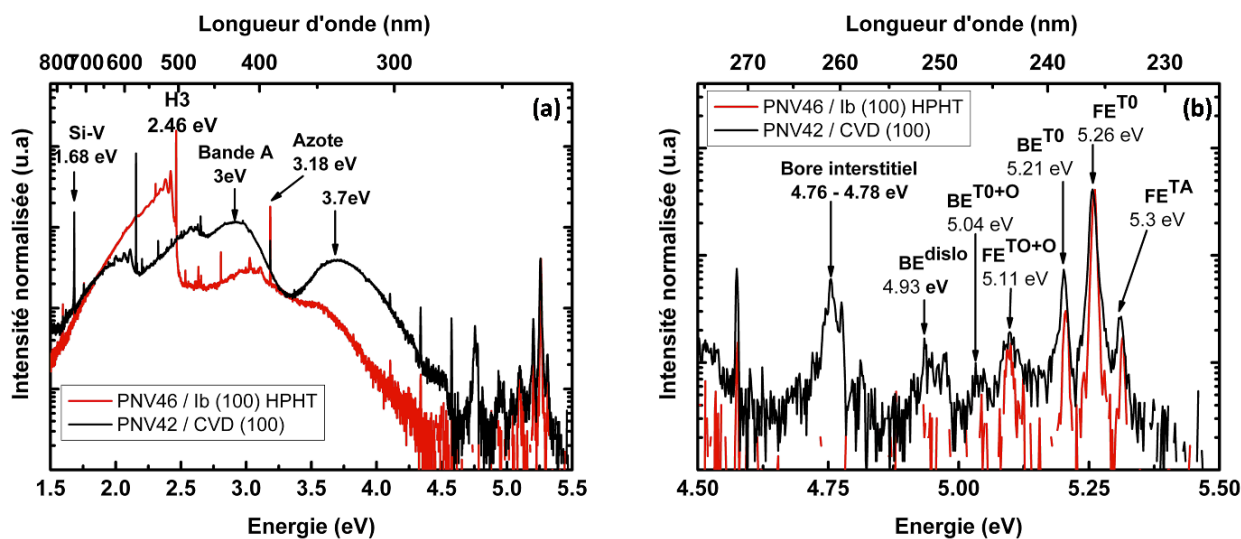 Longueur d'onde (nm)
800 700 600 500 400 300
Intensité normalisée (u.a)
(a)
H3
2.46 eV
Si-V
1.68 eV
Bande A
3eV
Azote
3.18 eV
3.7eV
PNV46 / Ib (100) HPHT
PNV42 / CVD (100)
1.5 2.0 2.5 3.0 3.5 4.0 4.5 5.0 5.5
Energie (eV)
Longueur d'onde (nm)
270 260 250 240 230
Intensité normalisée (u.a)
(b)
PNV46 / Ib (100) HPHT
PNV42 / CVD (100)
FE^T0
5.26 eV
BE^T0
5.21 eV
Bore interstitiel
4.76 - 4.78 eV
BE^T0+O
5.04 eV
FE^TA
5.3 eV
BE^dislo
4.93 eV
FE^TO+O
5.11 eV
4.50 4.75 5.00 5.25 5.50
Energie (eV)